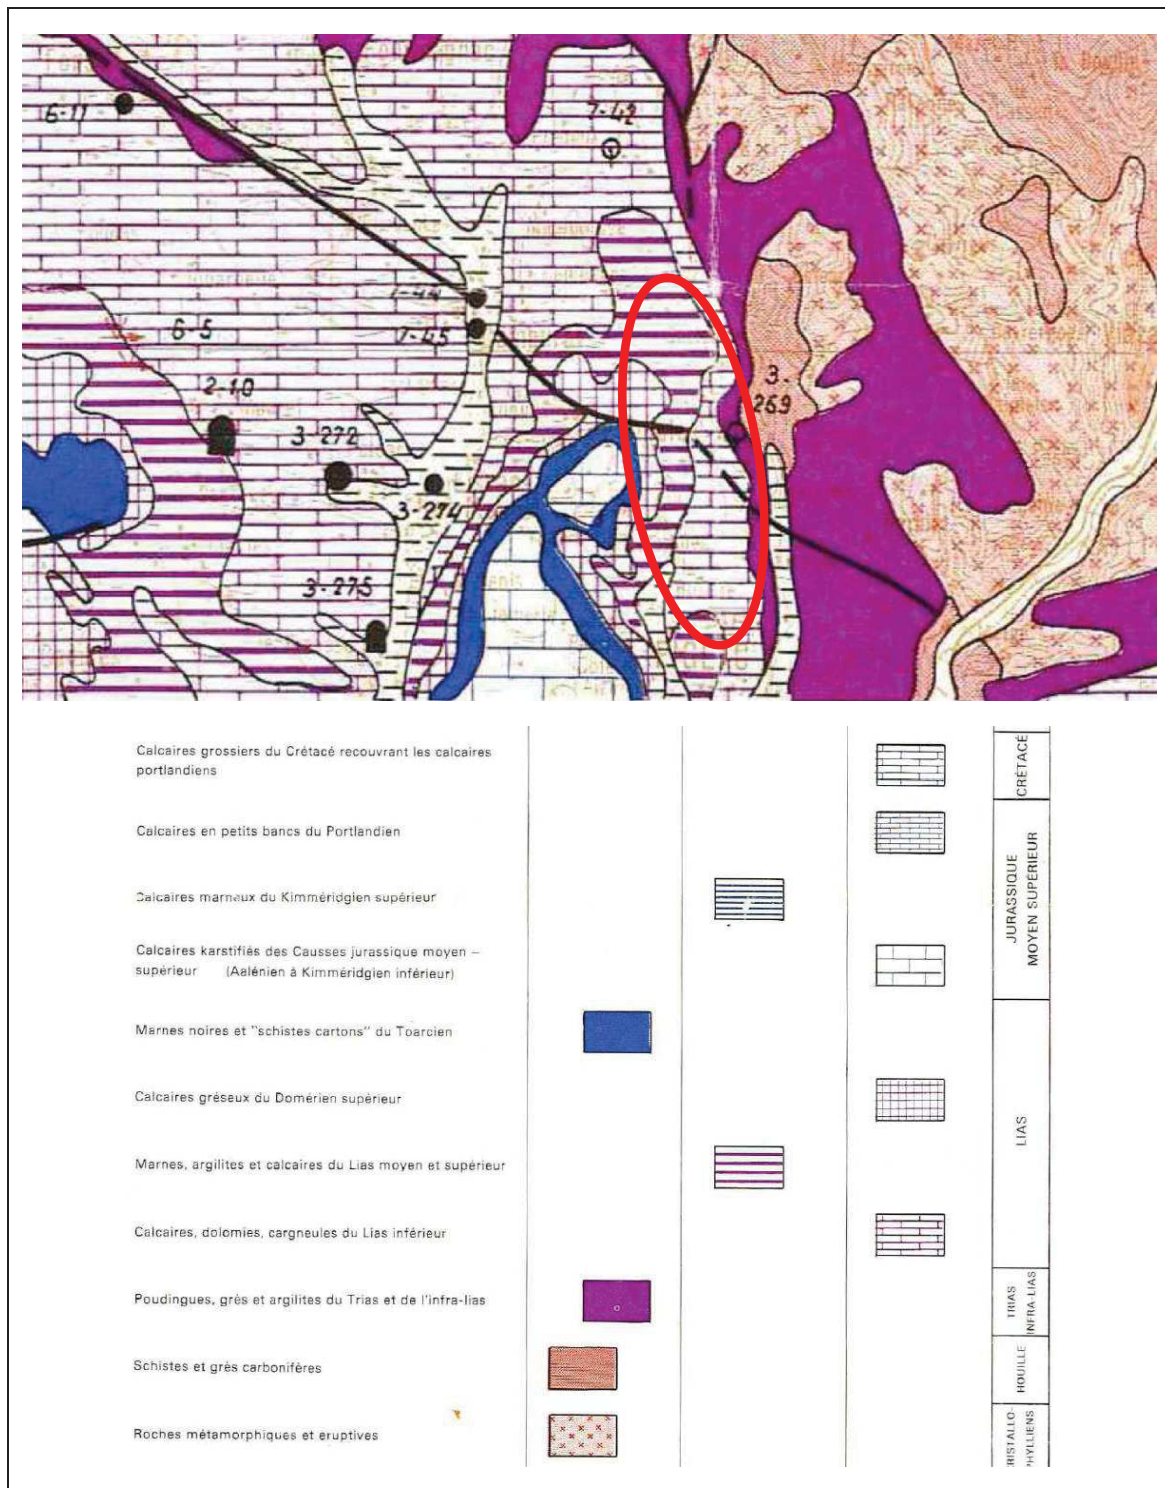 6-11
7-42
7-44
7-45
6-5
2-10
3-272
3-274
3-275
3-
269
Calcaires grossiers du Crétacé recouvrant les calcaires
portlandiens
CRÉTACÉ
Calcaires en petits bancs du Portlandien
Calcaires marneux du Kimméridgien supérieur
JURASSIQUE
MOYEN SUPÉRIEUR
Calcaires karstifiés des Causses jurassique moyen –
supérieur (Aalénien à Kimméridgien inférieur)
Marnes noires et "schistes cartons" du Toarcien
Calcaires gréseux du Domérien supérieur
LIAS
Marnes, argilites et calcaires du Lias moyen et supérieur
Calcaires, dolomies, cargneules du Lias inférieur
Poudingues, grès et argilites du Trias et de l'infra-lias
TRIAS
INFRA-LIAS
Schistes et grès carbonifères
HOUILLE
Roches métamorphiques et eruptives
CRISTALLO-
PHYLLIENS